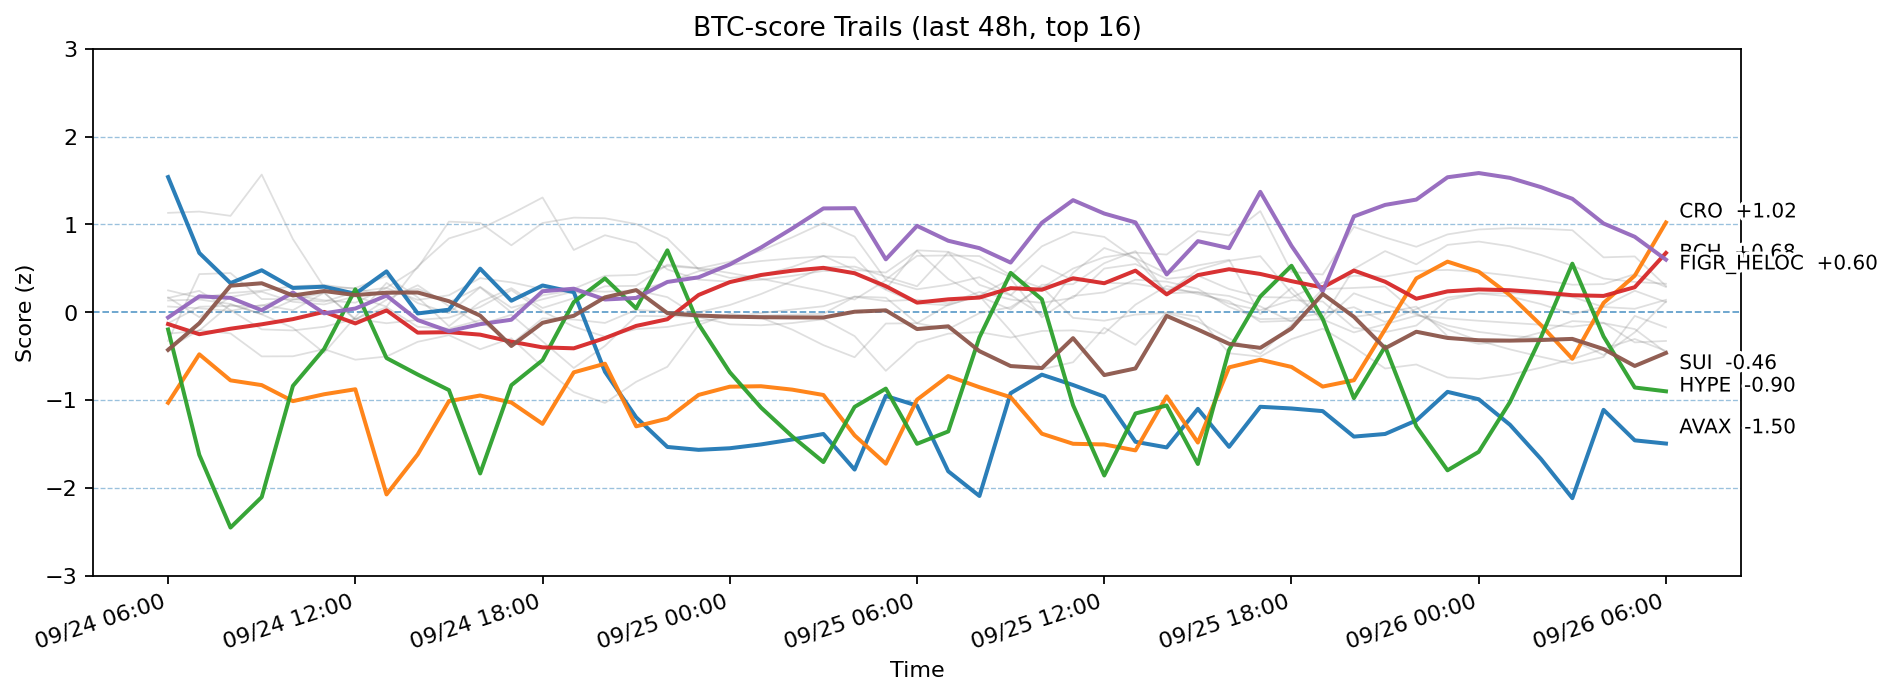 BTC-score Trails (last 48h, top 16)
3
2
1
0
−1
−2
−3
Score (z)
CRO +1.02
BCH +0.68
FIGR_HELOC +0.60
SUI -0.46
HYPE -0.90
AVAX -1.50
09/24 06:00
09/24 12:00
09/24 18:00
09/25 00:00
09/25 06:00
09/25 12:00
09/25 18:00
09/26 00:00
09/26 06:00
Time